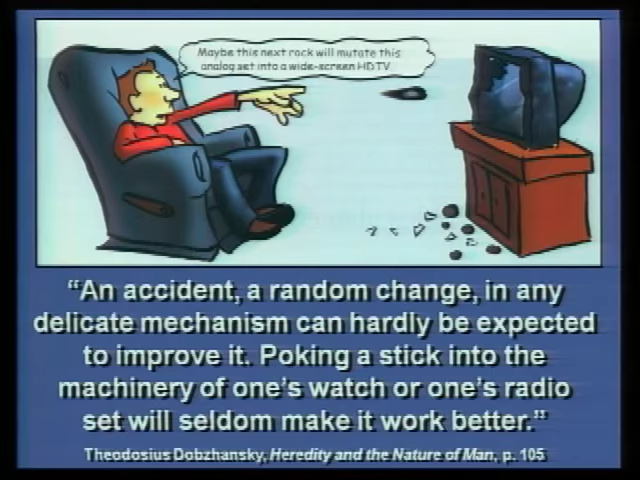 Maybe this next rock will mutate this
analog set into a wide-screen HDTV
“An accident, a random change, in any
delicate mechanism can hardly be expected
to improve it. Poking a stick into the
machinery of one’s watch or one’s radio
set will seldom make it work better.”
Theodosius Dobzhansky, Heredity and the Nature of Man, p. 105